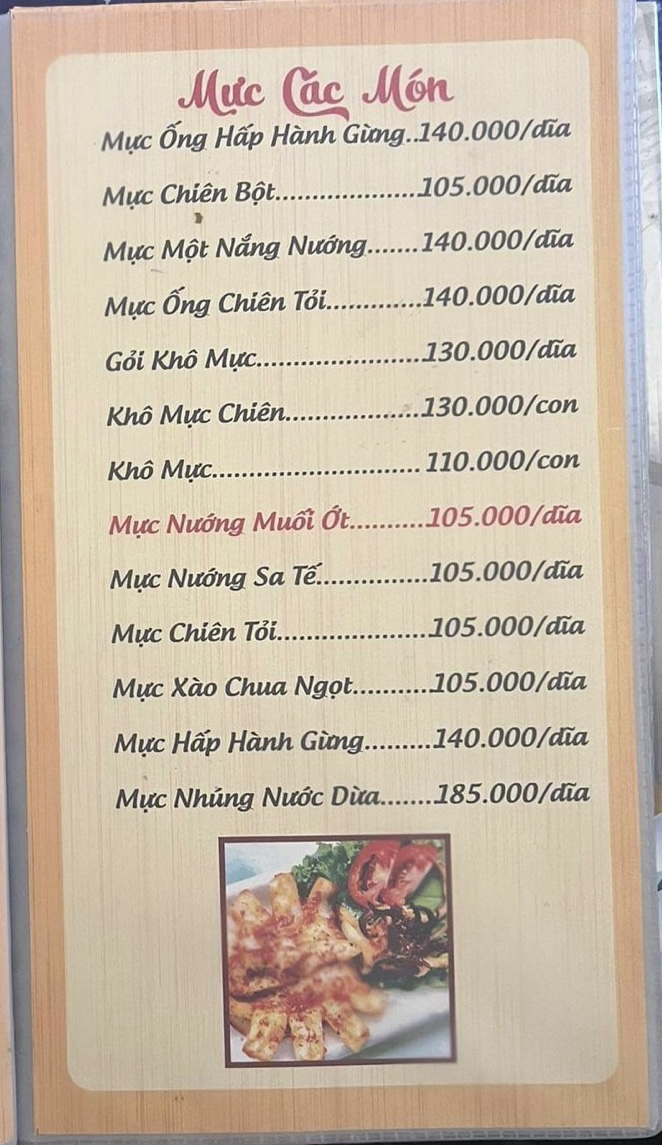 Mực Các Món
Mực Ống Hấp Hành Gừng..140.000/dĩa
Mực Chiên Bột...................105.000/dĩa
Mực Một Nắng Nướng.......140.000/dĩa
Mực Ống Chiên Tỏi.............140.000/dĩa
Gỏi Khô Mực......................130.000/dĩa
Khô Mực Chiên..................130.000/con
Khô Mực............................ 110.000/con
Mực Nướng Muối Ớt..........105.000/dĩa
Mực Nướng Sa Tế...............105.000/dĩa
Mực Chiên Tỏi....................105.000/dĩa
Mực Xào Chua Ngọt..........105.000/dĩa
Mực Hấp Hành Gừng.........140.000/dĩa
Mực Nhúng Nước Dừa.......185.000/dĩa